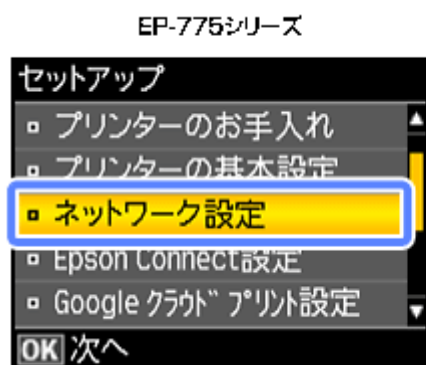 EP-775シリーズ
セットアップ
プリンターのお手入れ
プリンターの基本設定
ネットワーク設定
Epson Connect設定
Google クラウド プリント設定
OK 次へ